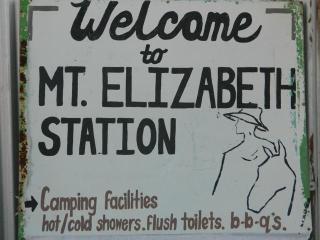 Welcome
to
MT. ELIZABETH
STATION
Camping facilities
hot/cold showers. flush toilets. b-b-q's.